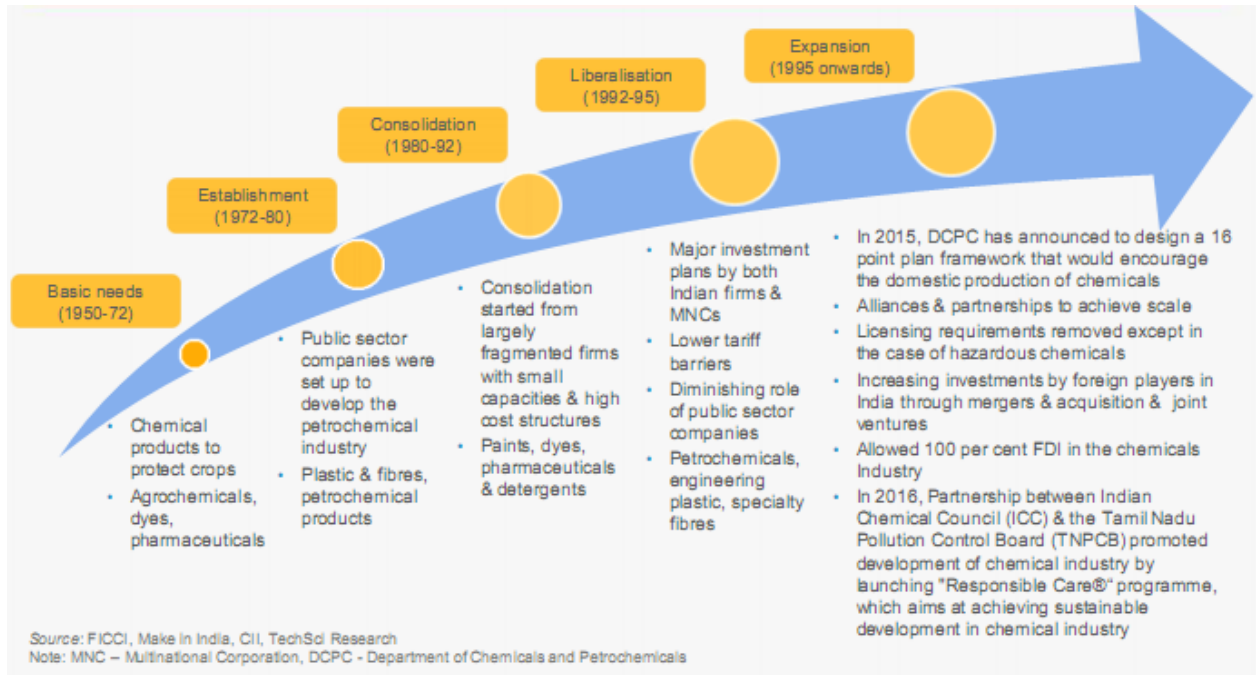 Basic needs
(1950-72)
Establishment
(1972-80)
Consolidation
(1980-92)
Liberalisation
(1992-95)
Expansion
(1995 onwards)
• Chemical
products to
protect crops
• Agrochemicals,
dyes,
pharmaceuticals
• Public sector
companies were
set up to
develop the
petrochemical
industry
• Plastic & fibres,
petrochemical
products
• Consolidation
started from
largely
fragmented firms
with small
capacities & high
cost structures
• Paints, dyes,
pharmaceuticals
& detergents
• Major investment
plans by both
Indian firms &
MNCs
• Lower tariff
barriers
• Diminishing role
of public sector
companies
• Petrochemicals,
engineering
plastic, specialty
fibres
• In 2015, DCPC has announced to design a 16
point plan framework that would encourage
the domestic production of chemicals
• Alliances & partnerships to achieve scale
• Licensing requirements removed except in
the case of hazardous chemicals
• Increasing investments by foreign players in
India through mergers & acquisition & joint
ventures
• Allowed 100 per cent FDI in the chemicals
Industry
• In 2016, Partnership between Indian
Chemical Council (ICC) & the Tamil Nadu
Pollution Control Board (TNPCB) promoted
development of chemical industry by
launching "Responsible Care®“ programme,
which aims at achieving sustainable
development in chemical industry
Source: FICCI, Make in India, CII, TechSci Research
Note: MNC – Multinational Corporation, DCPC - Department of Chemicals and Petrochemicals